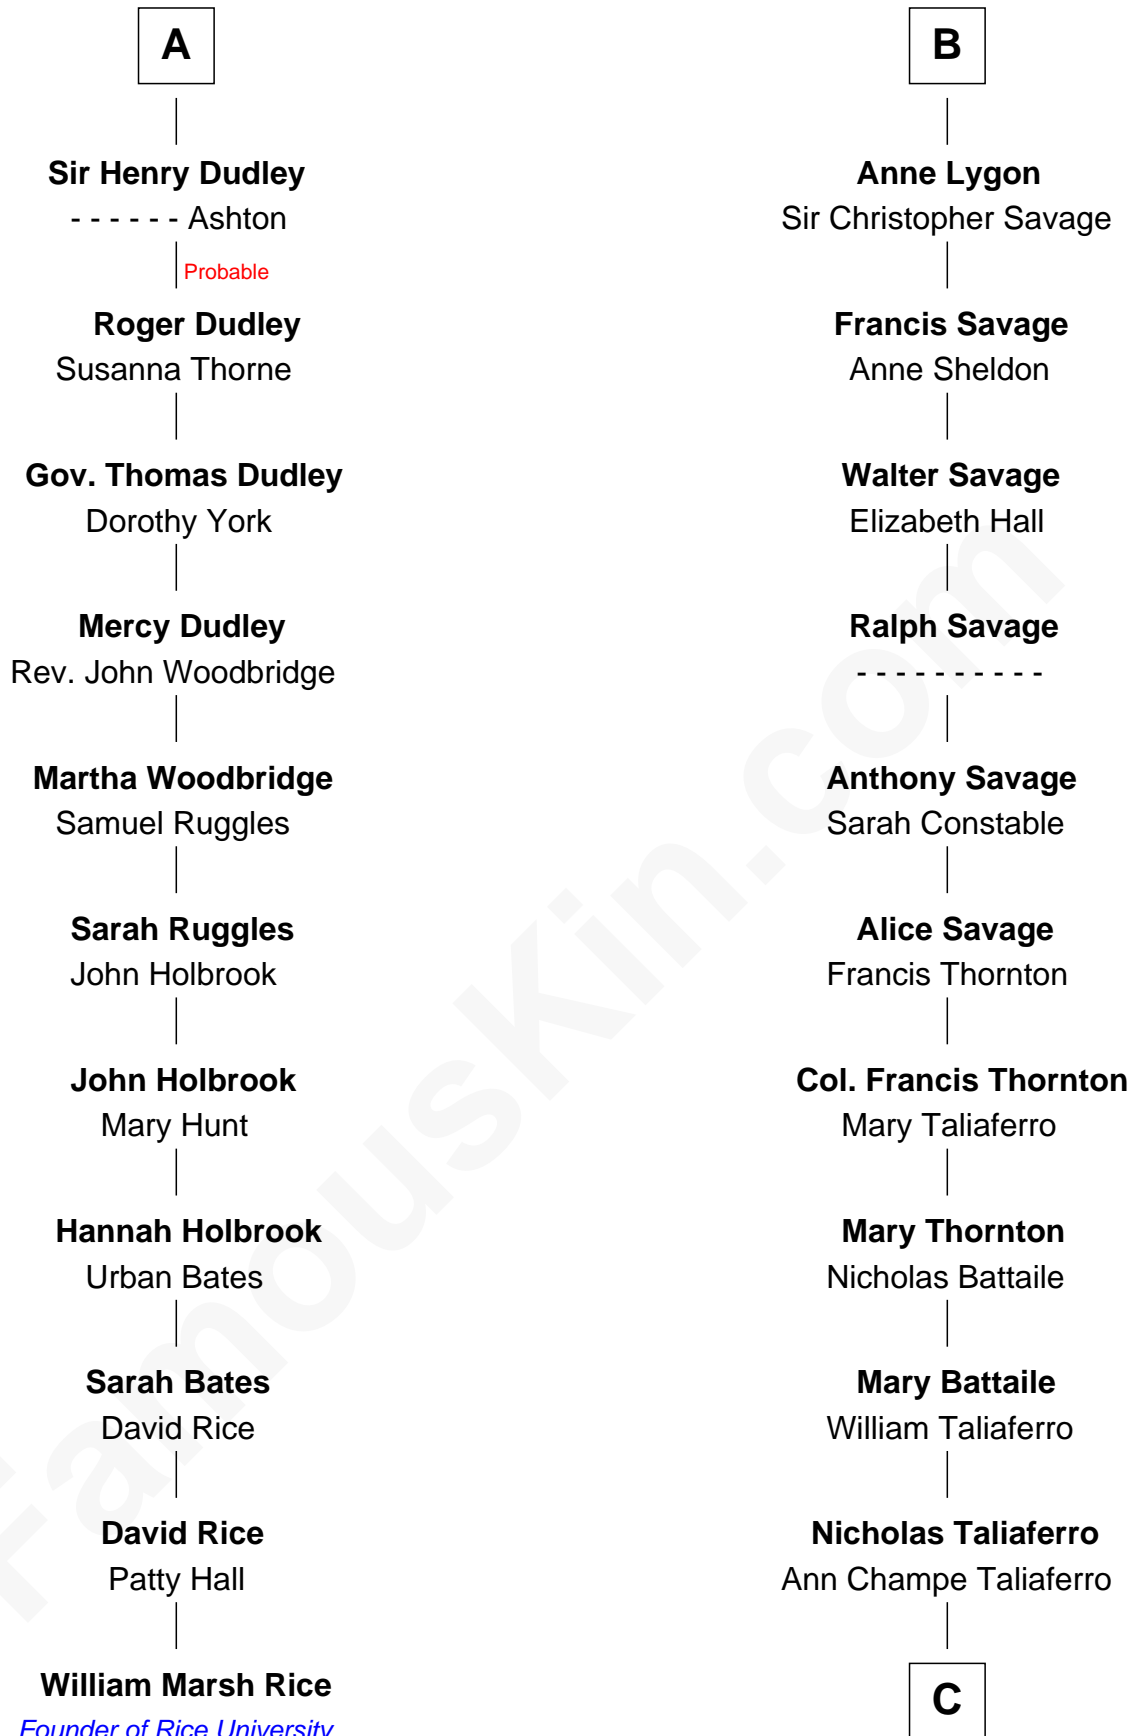 A
Sir Henry Dudley
- - - - - - Ashton
Probable
Roger Dudley
Susanna Thorne
Gov. Thomas Dudley
Dorothy York
Mercy Dudley
Rev. John Woodbridge
Martha Woodbridge
Samuel Ruggles
Sarah Ruggles
John Holbrook
John Holbrook
Mary Hunt
Hannah Holbrook
Urban Bates
Sarah Bates
David Rice
David Rice
Patty Hall
William Marsh Rice
Founder of Rice University
B
Anne Lygon
Sir Christopher Savage
Francis Savage
Anne Sheldon
Walter Savage
Elizabeth Hall
Ralph Savage
- - - - - - - - - -
Anthony Savage
Sarah Constable
Alice Savage
Francis Thornton
Col. Francis Thornton
Mary Taliaferro
Mary Thornton
Nicholas Battaile
Mary Battaile
William Taliaferro
Nicholas Taliaferro
Ann Champe Taliaferro
C
FamousKin.com